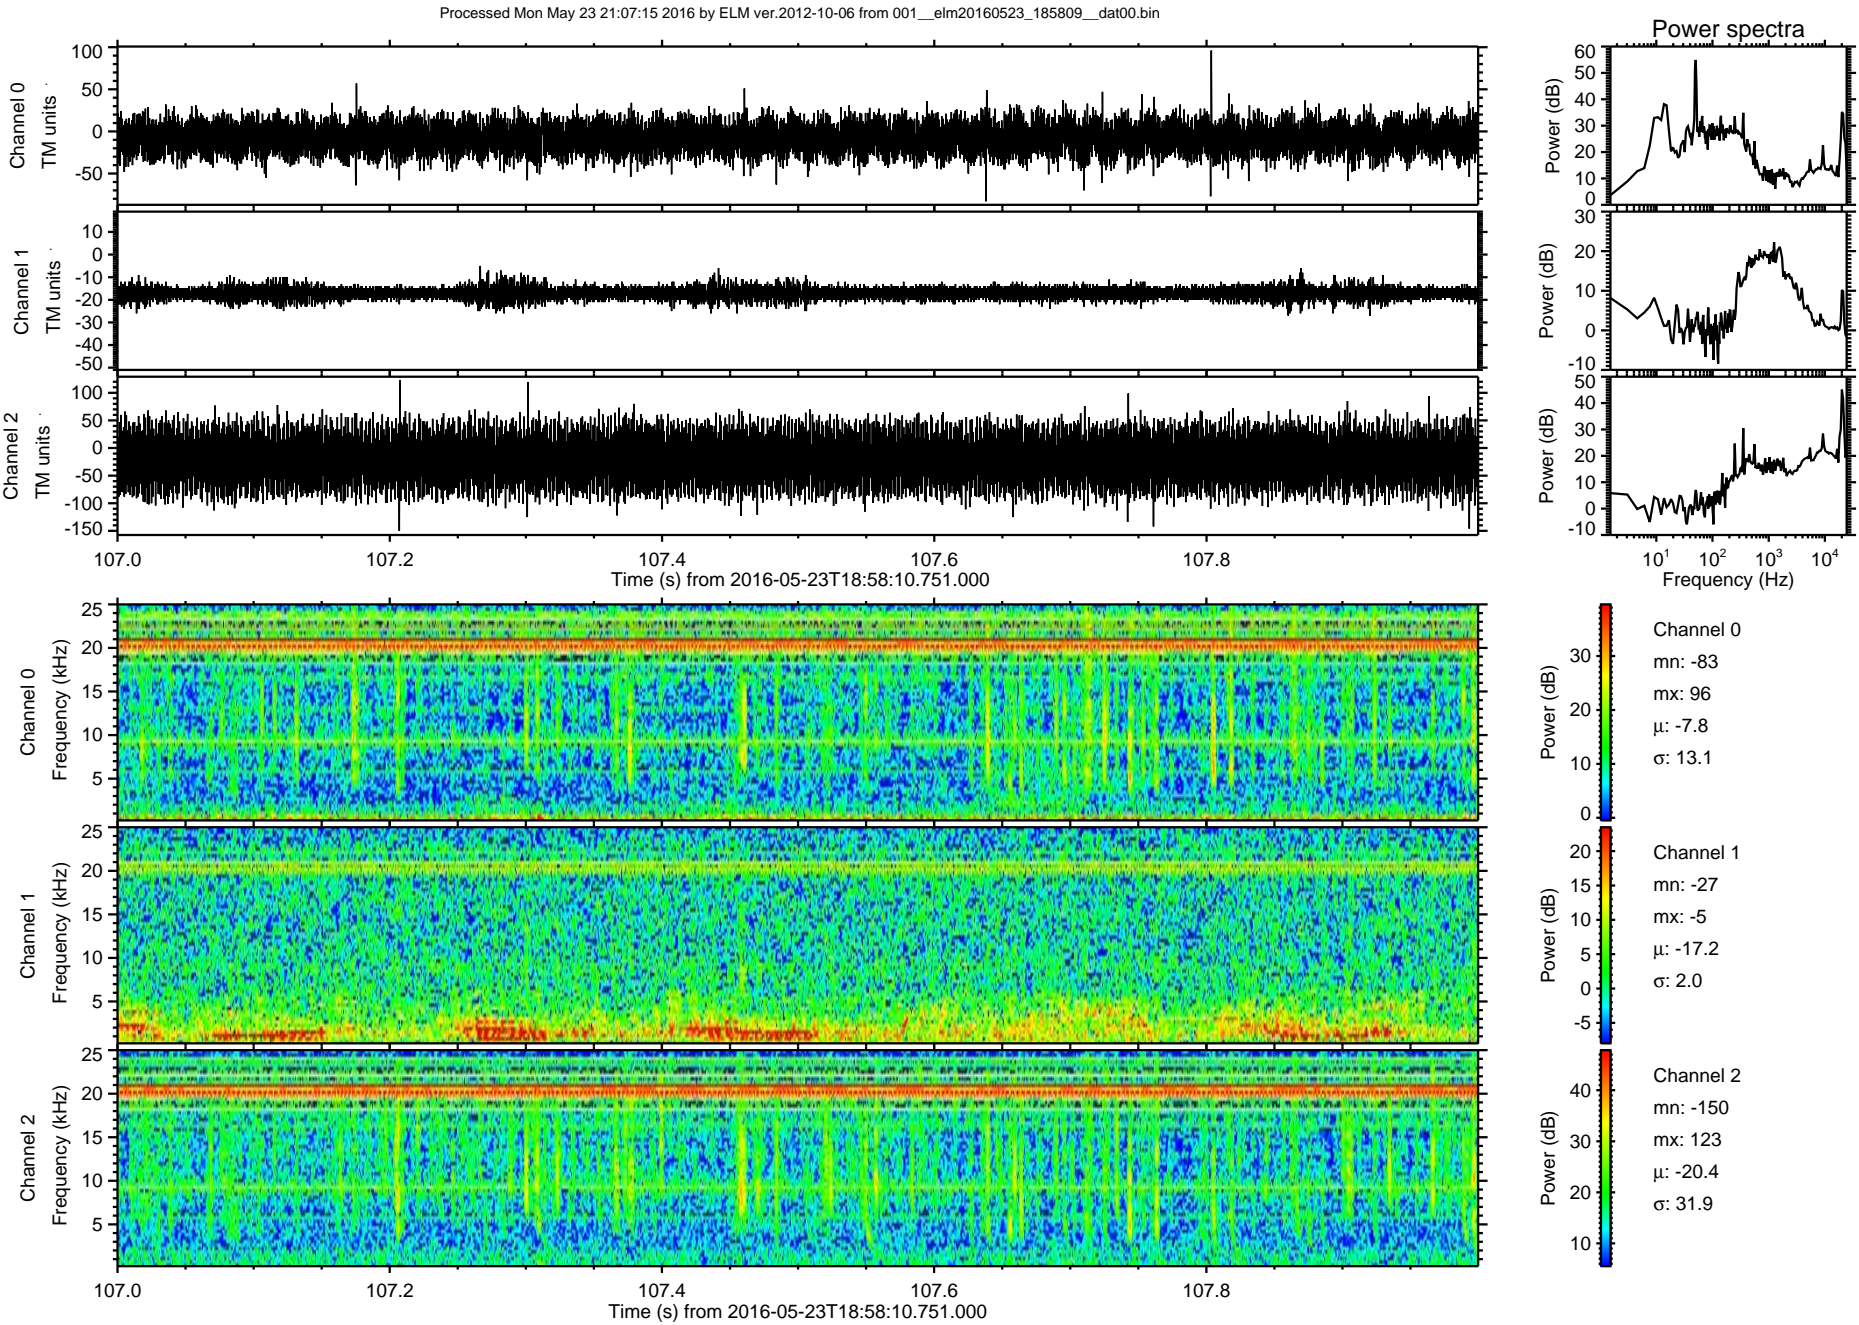 Processed Mon May 23 21:07:15 2016 by ELM ver.2012-10-06 from 001__elm20160523_185809__dat00.bin
Power spectra
Channel 0
TM units
100
50
0
-50
Power (dB)
60
50
40
30
20
10
0
Channel 1
TM units
10
0
-10
-20
-30
-40
-50
Power (dB)
30
20
10
0
-10
Channel 2
TM units
100
50
0
-50
-100
-150
Power (dB)
50
40
30
20
10
0
-10
107.0 107.2 107.4 107.6 107.8
Time (s) from 2016-05-23T18:58:10.751.000
10¹ 10² 10³ 10⁴
Frequency (Hz)
Channel 0
Frequency (kHz)
25
20
15
10
5
Power (dB)
30
20
10
0
Channel 0
mn: -83
mx: 96
µ: -7.8
σ: 13.1
Channel 1
Frequency (kHz)
25
20
15
10
5
Power (dB)
20
15
10
5
0
-5
Channel 1
mn: -27
mx: -5
µ: -17.2
σ: 2.0
Channel 2
Frequency (kHz)
25
20
15
10
5
Power (dB)
40
30
20
10
Channel 2
mn: -150
mx: 123
µ: -20.4
σ: 31.9
107.0 107.2 107.4 107.6 107.8
Time (s) from 2016-05-23T18:58:10.751.000